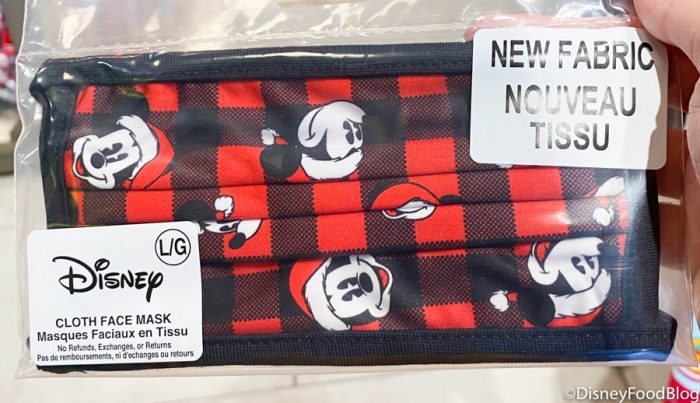 NEW FABRIC
NOUVEAU
TISSU
L/G
Disney
CLOTH FACE MASK
Masques Faciaux en Tissu
No Refunds, Exchanges, or Returns
Pas de remboursements, ni d'echanges ou retours
©DisneyFoodBlog